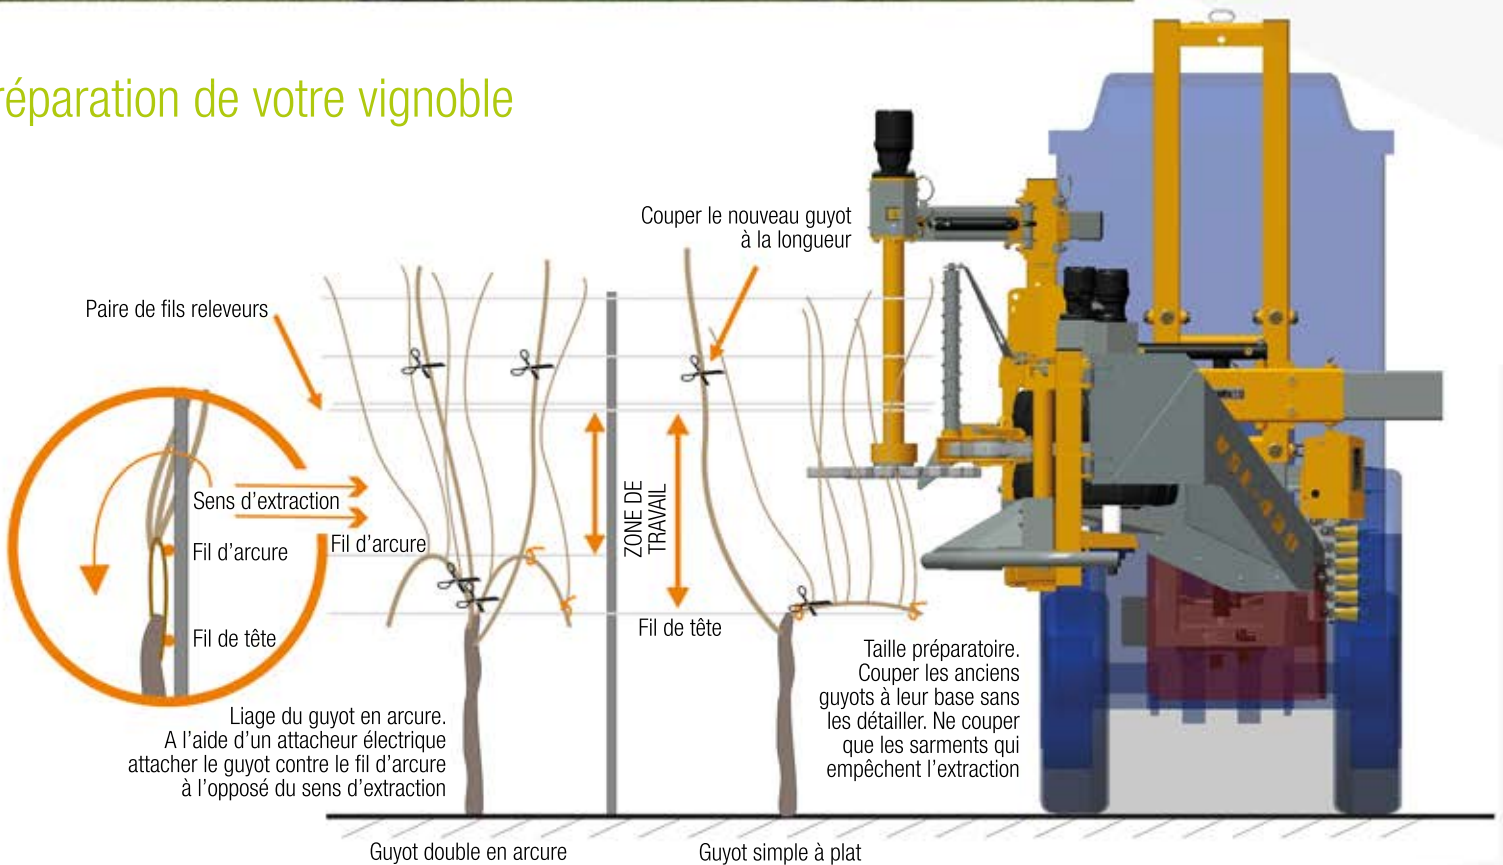 réparation de votre vignoble
Couper le nouveau guyot
à la longueur
Paire de fils releveurs
Sens d'extraction
Fil d'arcure
Fil d'arcure
Fil de tête
ZONE DE
TRAVAIL
Fil de tête
Liage du guyot en arcure.
A l'aide d'un attacheur électrique
attacher le guyot contre le fil d'arcure
à l'opposé du sens d'extraction
Taille préparatoire.
Couper les anciens
guyots à leur base sans
les détailler. Ne couper
que les sarments qui
empêchent l'extraction
Guyot double en arcure
Guyot simple à plat